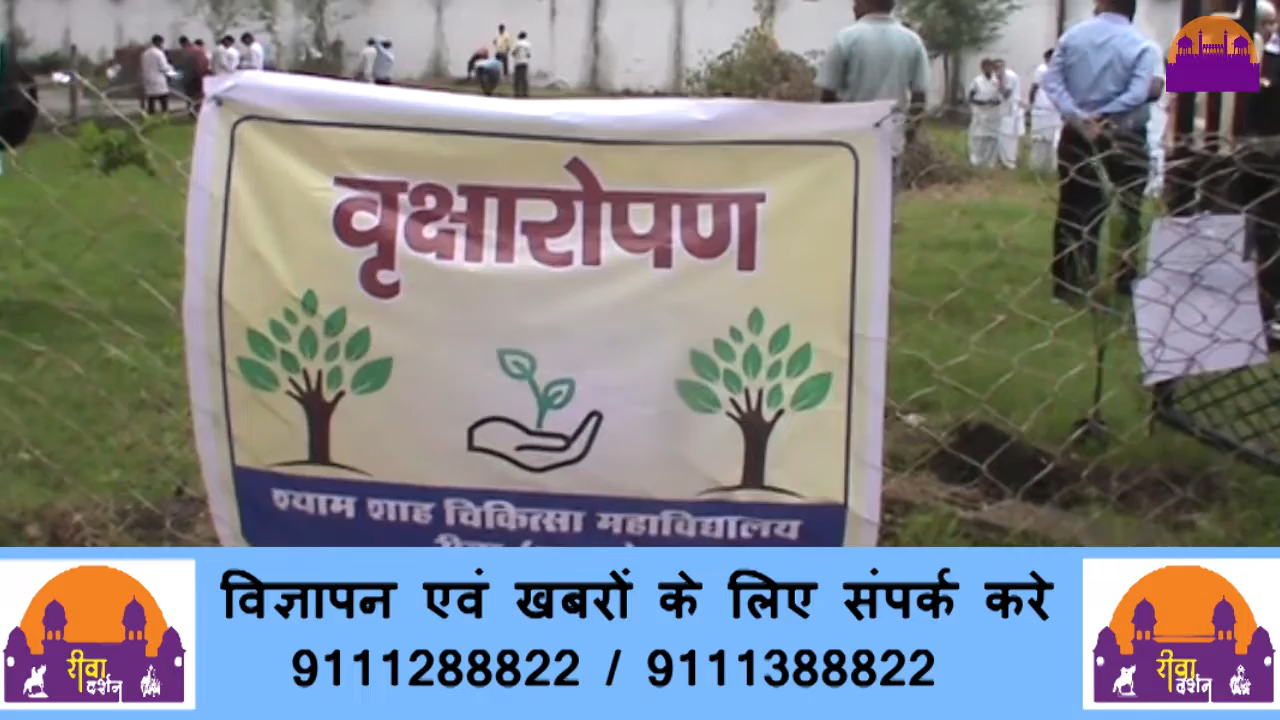 वृक्षारोपण
श्याम शाह चिकित्सा महाविद्यालय
विज्ञापन एवं खबरों के लिए संपर्क करे
9111288822 / 9111388822
रीवा
दर्शन
रीवा
दर्शन